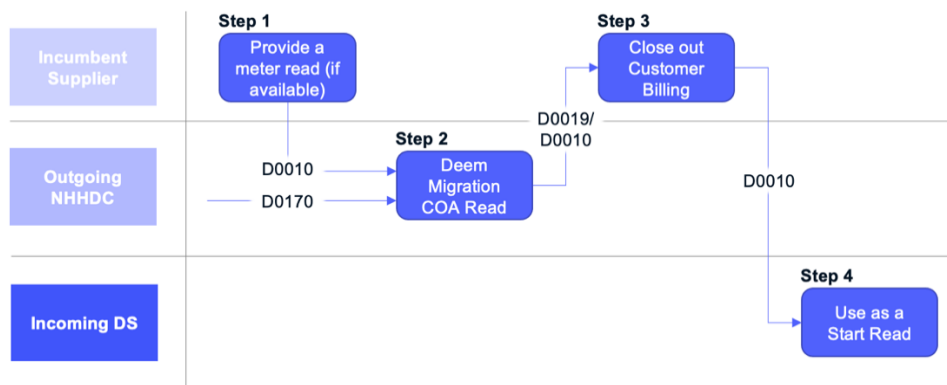 Step 1
Step 3
Incumbent
Supplier
Provide a
meter read (if
available)
Close out
Customer
Billing
D0019/
D0010
Step 2
Outgoing
NHHDC
D0010
D0170
Deem
Migration
COA Read
D0010
Step 4
Incoming DS
Use as a
Start Read